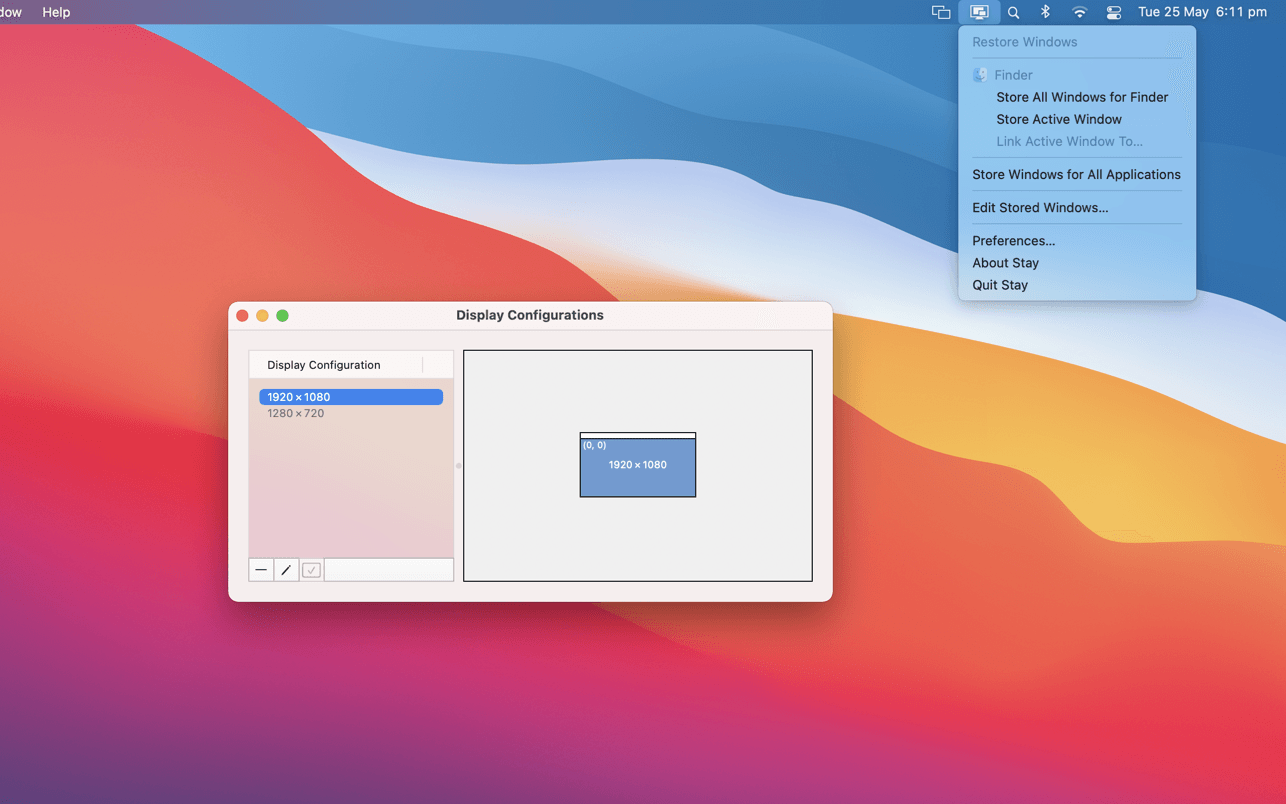 dow Help Tue 25 May 6:11 pm
Restore Windows
Finder
Store All Windows for Finder
Store Active Window
Link Active Window To...
Store Windows for All Applications
Edit Stored Windows...
Preferences...
About Stay
Quit Stay
Display Configurations
Display Configuration
1920 × 1080
1280 × 720
(0, 0)
1920 × 1080